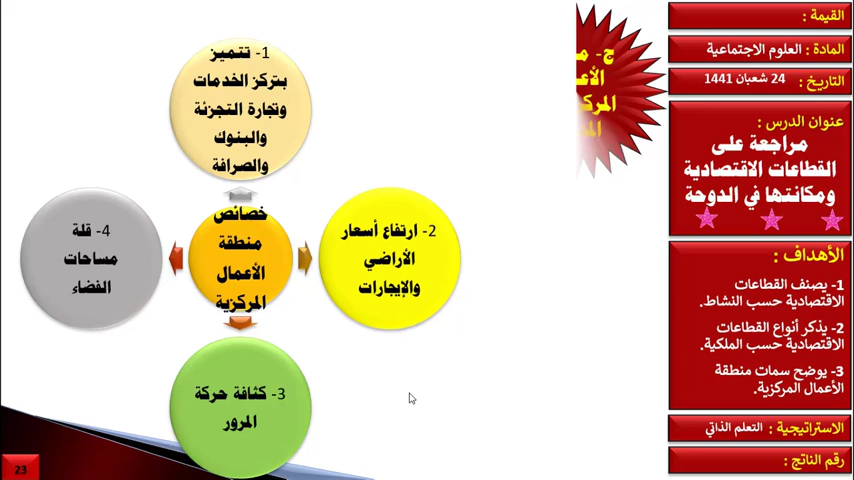 القيمة :
المادة : العلوم الاجتماعية
التاريخ : 24 شعبان 1441
عنوان الدرس :
مراجعة على
القطاعات الاقتصادية
ومكانتها في الدوحة
الأهداف :
1- يصنف القطاعات
الاقتصادية حسب النشاط.
2- يذكر أنواع القطاعات
الاقتصادية حسب الملكية.
3- يوضح سمات منطقة
الأعمال المركزية.
الاستراتيجية : التعلم الذاتي
رقم الناتج :
ج-
خصائص
منطقة
الأعمال
المركزية
1- تتميز
بتركز الخدمات
وتجارة التجزئة
والبنوك
والصرافة
2- ارتفاع أسعار
الأراضي
والإيجارات
3- كثافة حركة
المرور
4- قلة
مساحات
الفضاء
23